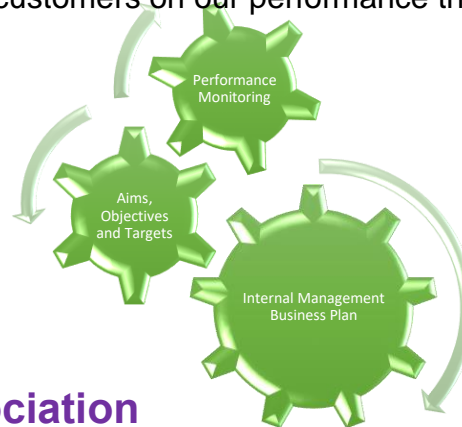 customers on our performance th
Performance
Monitoring
Aims,
Objectives
and Targets
Internal Management
Business Plan
ociation